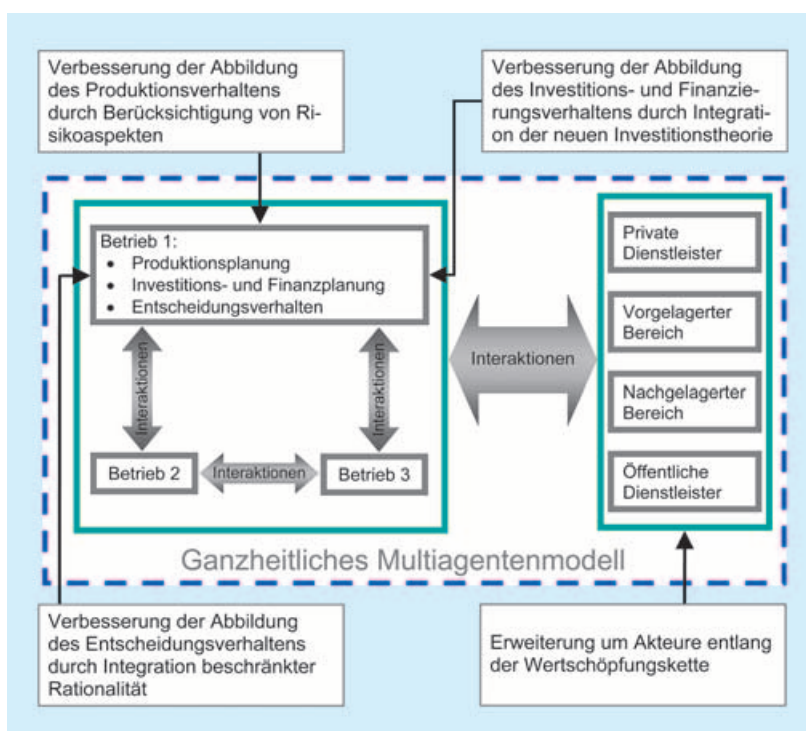 Verbesserung der Abbildung
des Produktionsverhaltens
durch Berücksichtigung von Ri-
sikoaspekten
Verbesserung der Abbildung
des Investitions- und Finanzie-
rungsverhaltens durch Integrati-
on der neuen Investitionstheorie
Betrieb 1:
• Produktionsplanung
• Investitions- und Finanzplanung
• Entscheidungsverhalten
Interaktionen
Interaktionen
Betrieb 2
Interaktionen
Betrieb 3
Interaktionen
Private
Dienstleister
Vorgelagerter
Bereich
Nachgelagerter
Bereich
Öffentliche
Dienstleister
Ganzheitliches Multiagentenmodell
Verbesserung der Abbildung
des Entscheidungsverhaltens
durch Integration beschränkter
Rationalität
Erweiterung um Akteure entlang
der Wertschöpfungskette